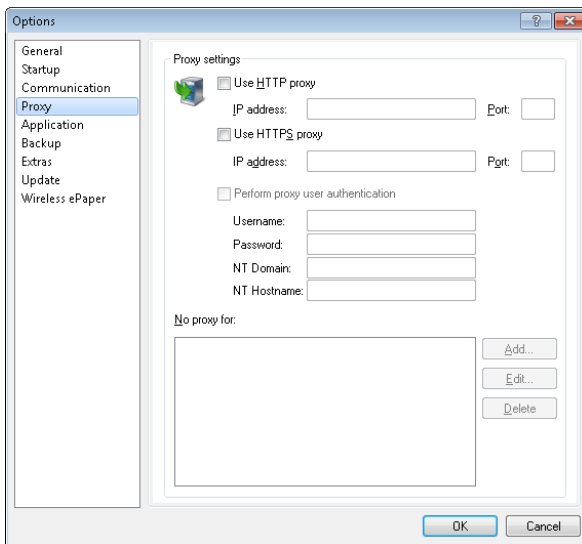 Options
General
Startup
Communication
Proxy
Application
Backup
Extras
Update
Wireless ePaper
Proxy settings
Use HTTP proxy
IP address: Port:
Use HTTPS proxy
IP address: Port:
Perform proxy user authentication
Username:
Password:
NT Domain:
NT Hostname:
No proxy for:
Add...
Edit...
Delete
OK Cancel